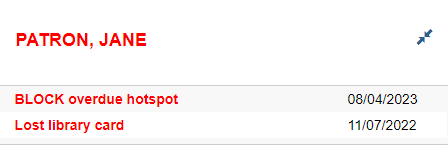 PATRON, JANE
BLOCK overdue hotspot 08/04/2023
Lost library card 11/07/2022